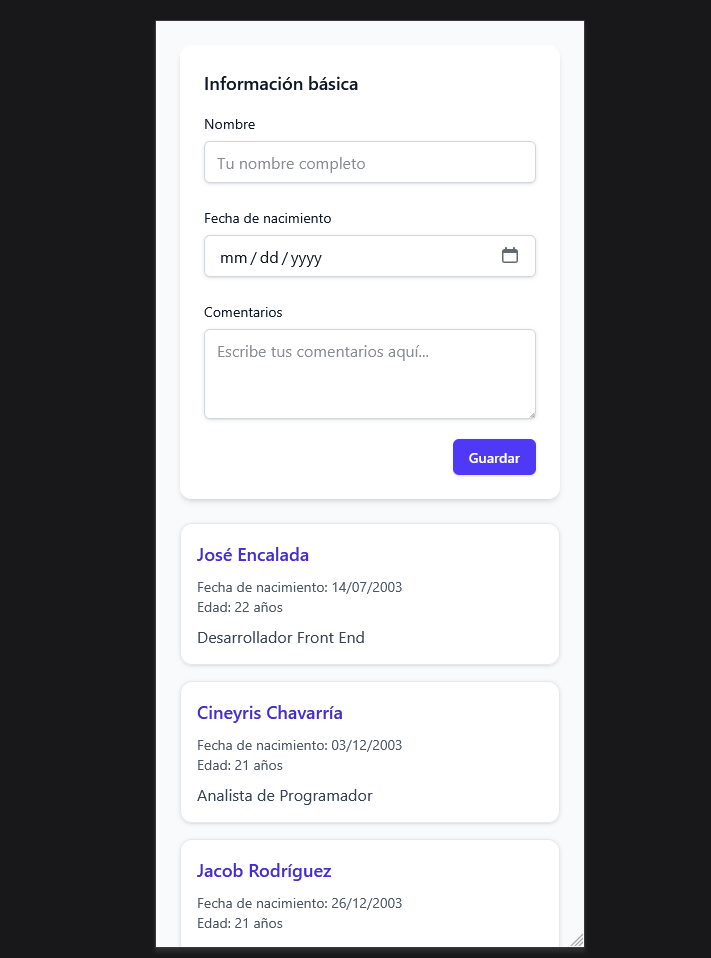 Información básica
Nombre
Tu nombre completo
Fecha de nacimiento
mm/dd/yyyy
Comentarios
Escribe tus comentarios aquí...
Guardar
José Encalada
Fecha de nacimiento: 14/07/2003
Edad: 22 años
Desarrollador Front End
Cineyris Chavarría
Fecha de nacimiento: 03/12/2003
Edad: 21 años
Analista de Programador
Jacob Rodríguez
Fecha de nacimiento: 26/12/2003
Edad: 21 años